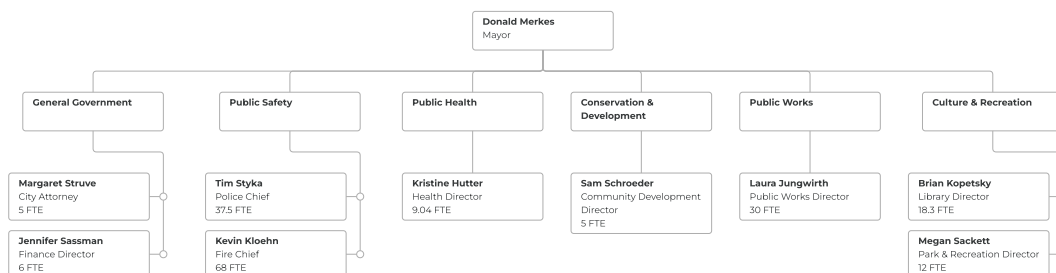 Donald Merkes
Mayor
General Government
Public Safety
Public Health
Conservation &
Development
Public Works
Culture & Recreation
Margaret Struve
City Attorney
5 FTE
Tim Styka
Police Chief
37.5 FTE
Kristine Hutter
Health Director
9.04 FTE
Sam Schroeder
Community Development
Director
5 FTE
Laura Jungwirth
Public Works Director
30 FTE
Brian Kopetsky
Library Director
18.3 FTE
Jennifer Sassman
Finance Director
6 FTE
Kevin Kloehn
Fire Chief
68 FTE
Megan Sackett
Park & Recreation Director
12 FTE